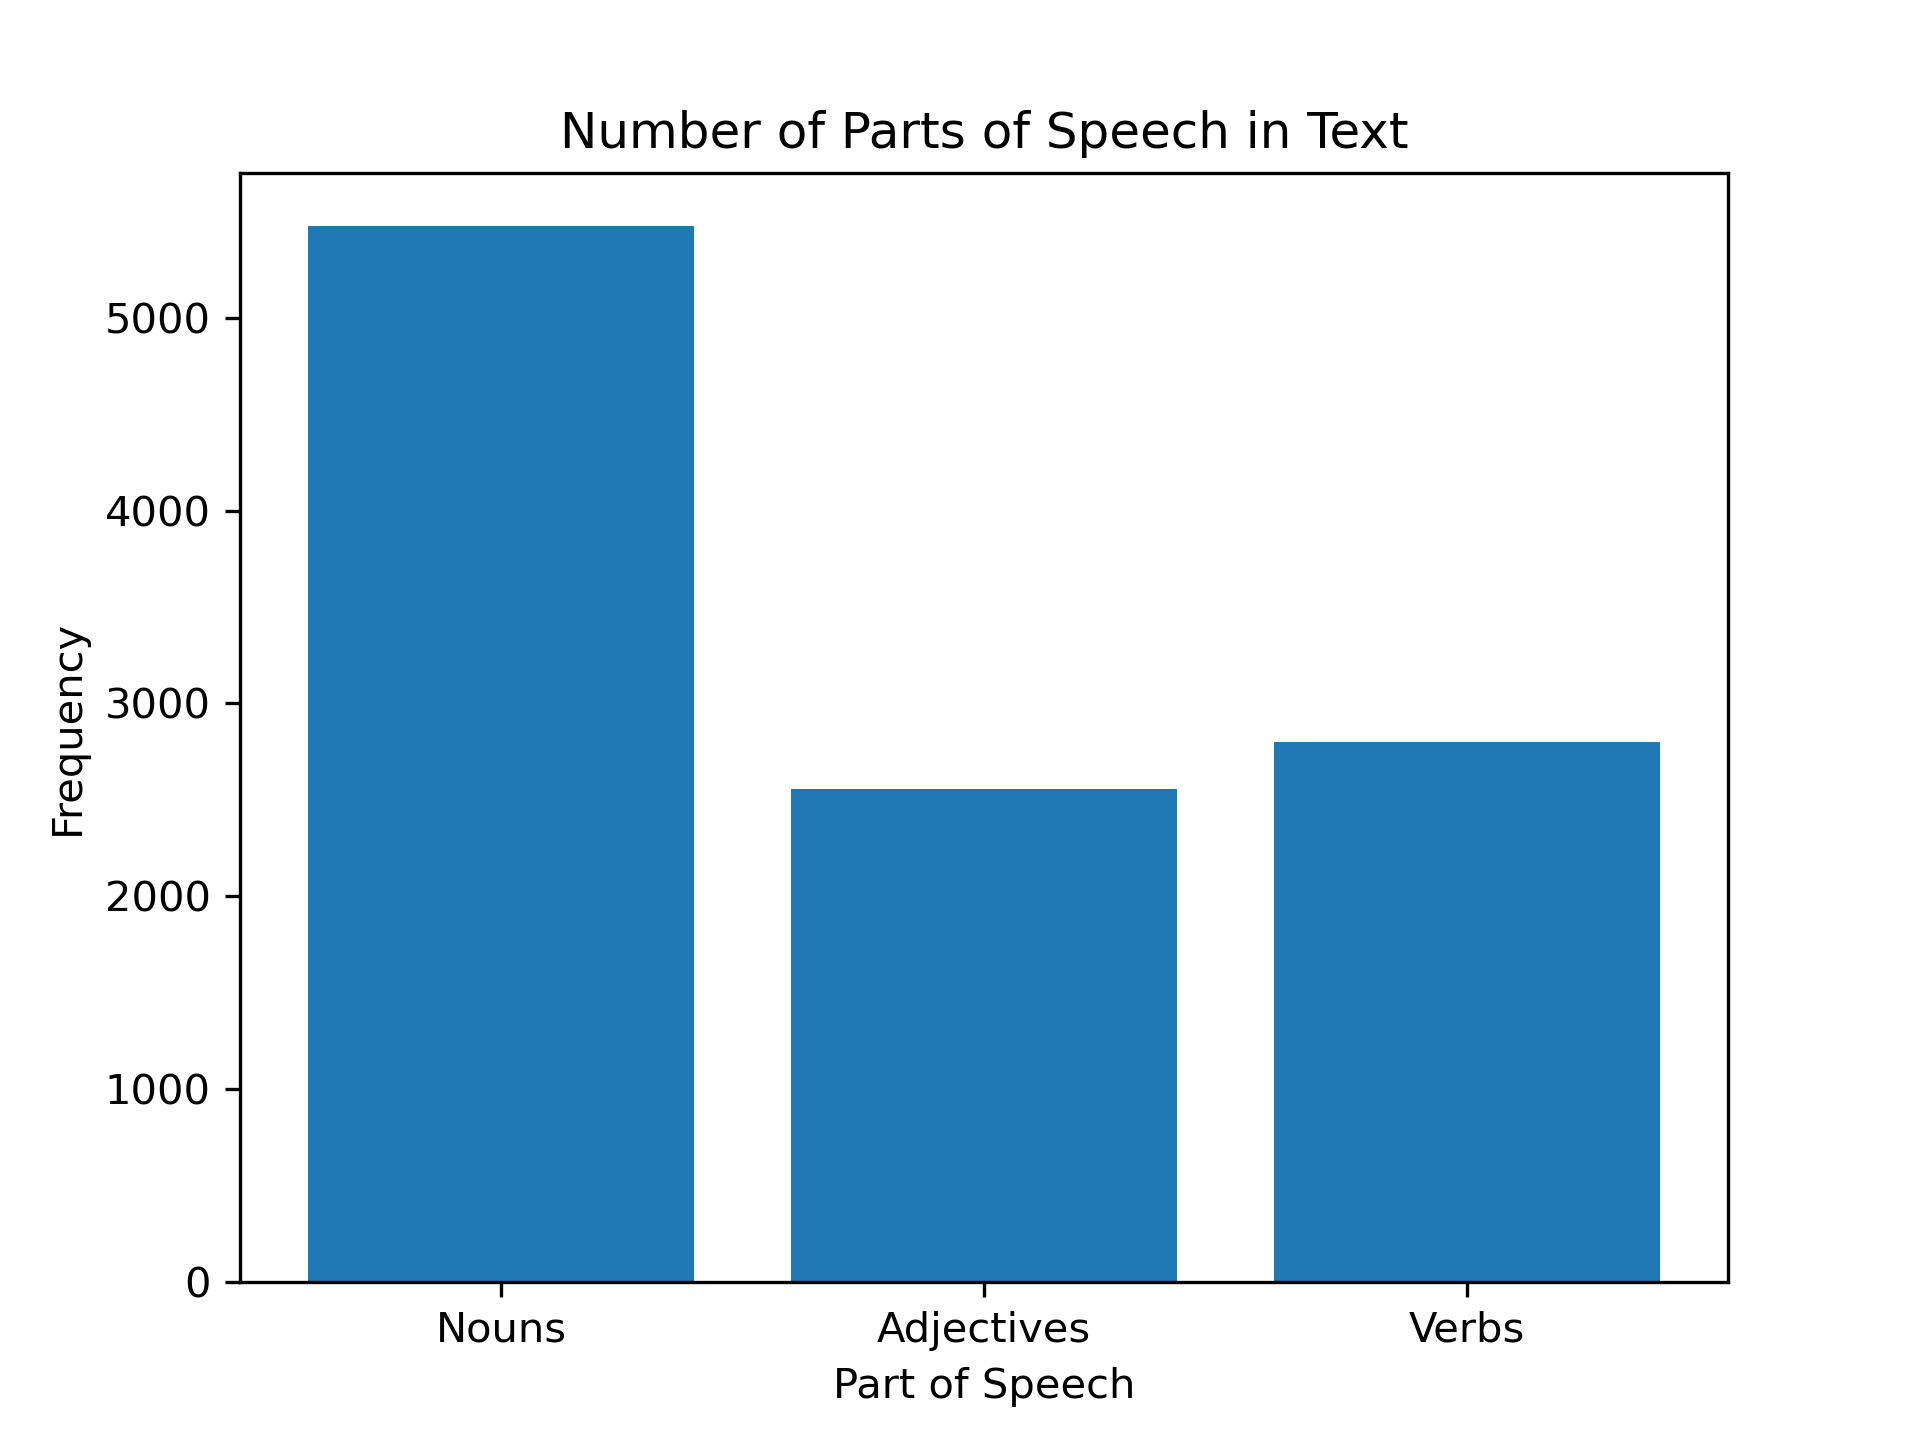 Number of Parts of Speech in Text
5000
4000
3000
2000
1000
0
Frequency
Nouns Adjectives Verbs
Part of Speech